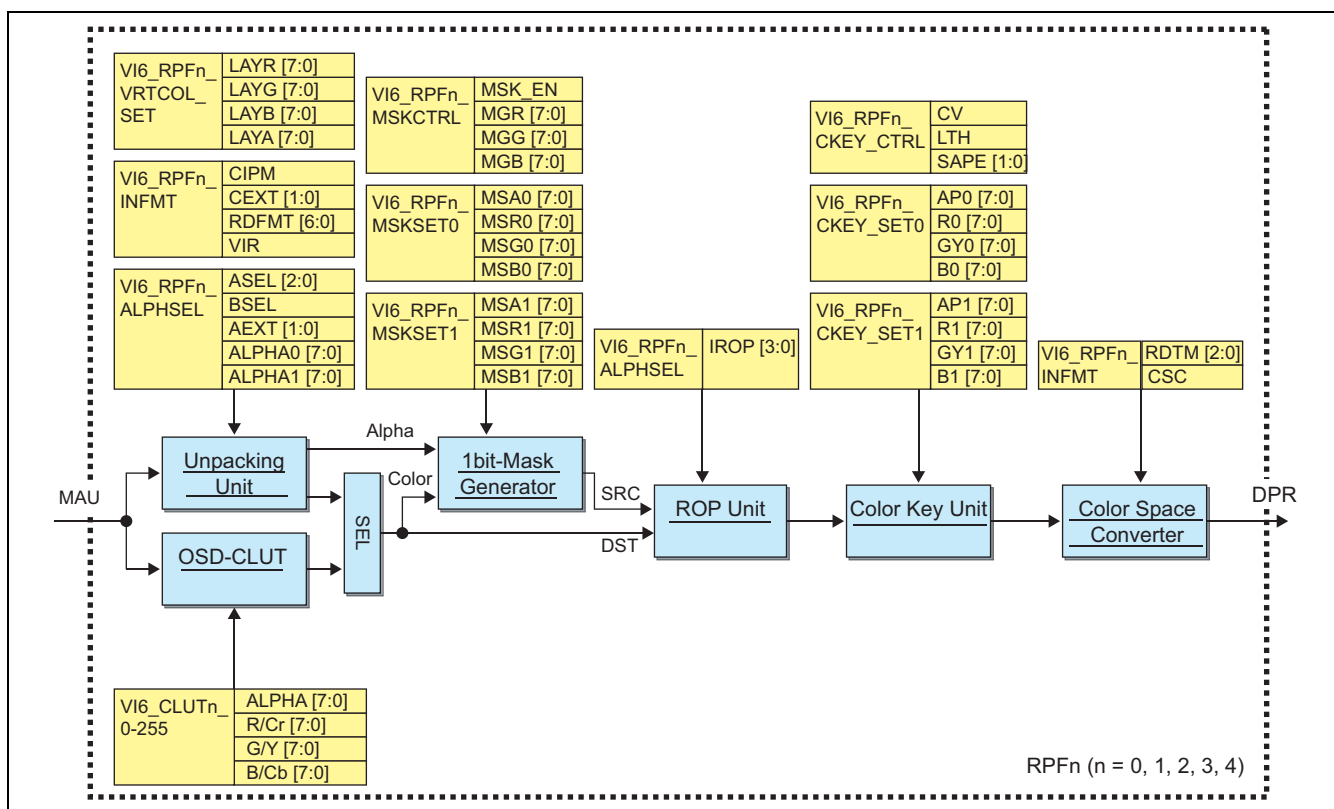 VI6_RPFn_
VRTCOL_
SET
LAYR [7:0]
LAYG [7:0]
LAYB [7:0]
LAYA [7:0]
VI6_RPFn_
INFMT
CIPM
CEXT [1:0]
RDFMT [6:0]
VIR
VI6_RPFn_
ALPHSEL
ASEL [2:0]
BSEL
AEXT [1:0]
ALPHA0 [7:0]
ALPHA1 [7:0]
VI6_RPFn_
MSKCTRL
MSK_EN
MGR [7:0]
MGG [7:0]
MGB [7:0]
VI6_RPFn_
MSKSET0
MSA0 [7:0]
MSR0 [7:0]
MSG0 [7:0]
MSB0 [7:0]
VI6_RPFn_
MSKSET1
MSA1 [7:0]
MSR1 [7:0]
MSG1 [7:0]
MSB1 [7:0]
VI6_RPFn_
ALPHSEL
IROP [3:0]
VI6_RPFn_
CKEY_CTRL
CV
LTH
SAPE [1:0]
VI6_RPFn_
CKEY_SET0
AP0 [7:0]
R0 [7:0]
GY0 [7:0]
B0 [7:0]
VI6_RPFn_
CKEY_SET1
AP1 [7:0]
R1 [7:0]
GY1 [7:0]
B1 [7:0]
VI6_RPFn_
INFMT
RDTM [2:0]
CSC
MAU
Unpacking
Unit
OSD-CLUT
Alpha
SEL
Color
1bit-Mask
Generator
SRC
DST
ROP Unit
Color Key Unit
Color Space
Converter
DPR
VI6_CLUTn_
0-255
ALPHA [7:0]
R/Cr [7:0]
G/Y [7:0]
B/Cb [7:0]
RPFn (n = 0, 1, 2, 3, 4)